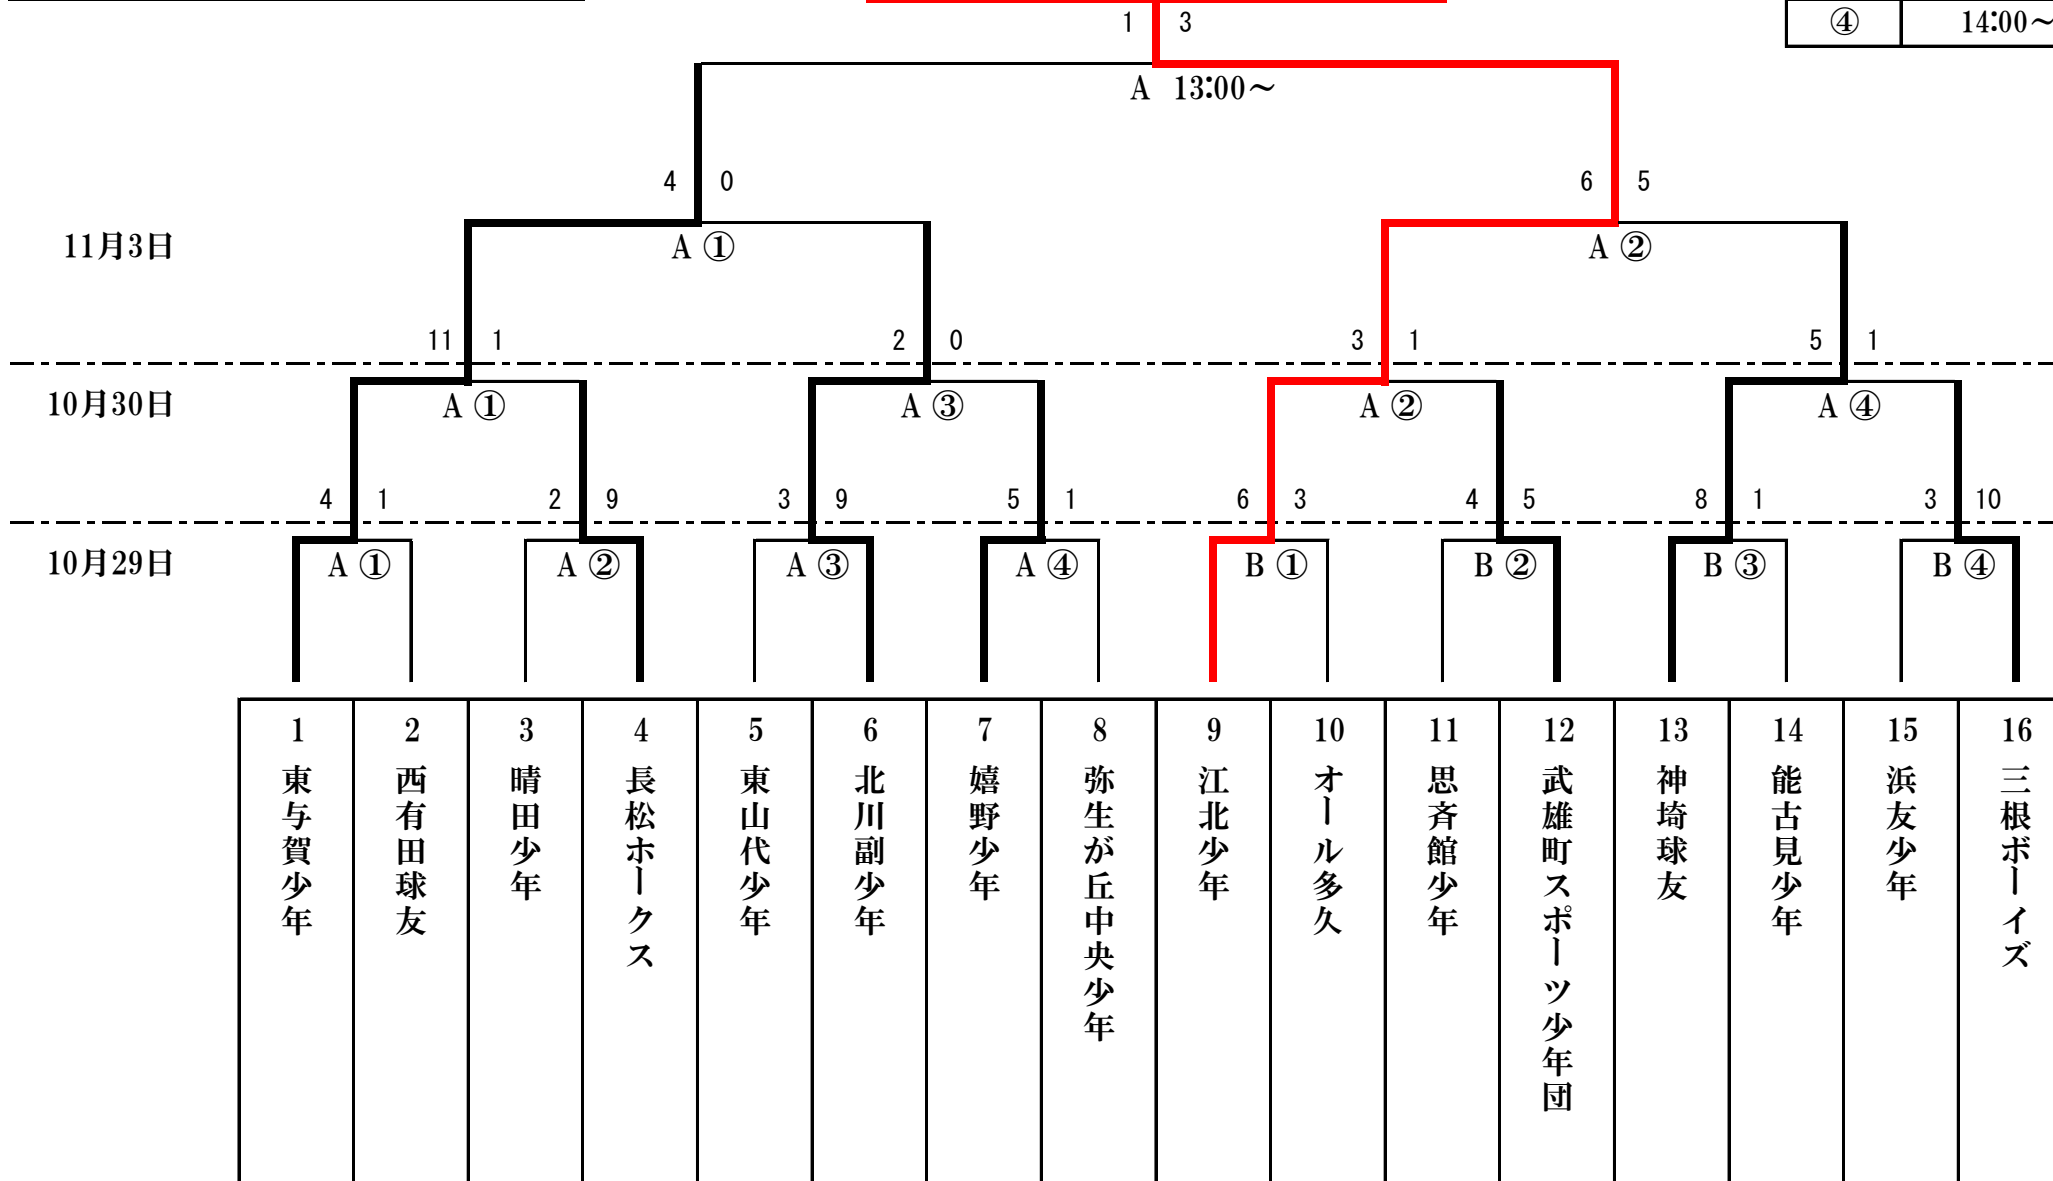 1 3
④ 14:00～
A 13:00～
4 0 6 5
11月3日 A ① A ②
11 1 2 0 3 1 5 1
10月30日 A ① A ③ A ② A ④
4 1 2 9 3 9 5 1 6 3 4 5 8 1 3 10
10月29日 A ① A ② A ③ A ④ B ① B ② B ③ B ④
1 東与賀少年
2 西有田球友
3 晴田少年
4 長松ホークス
5 東山代少年
6 北川副少年
7 嬉野少年
8 弥生が丘中央少年
9 江北少年
10 オール多久
11 思斉館少年
12 武雄町スポーツ少年団
13 神埼球友
14 能古見少年
15 浜友少年
16 三根ボーイズ